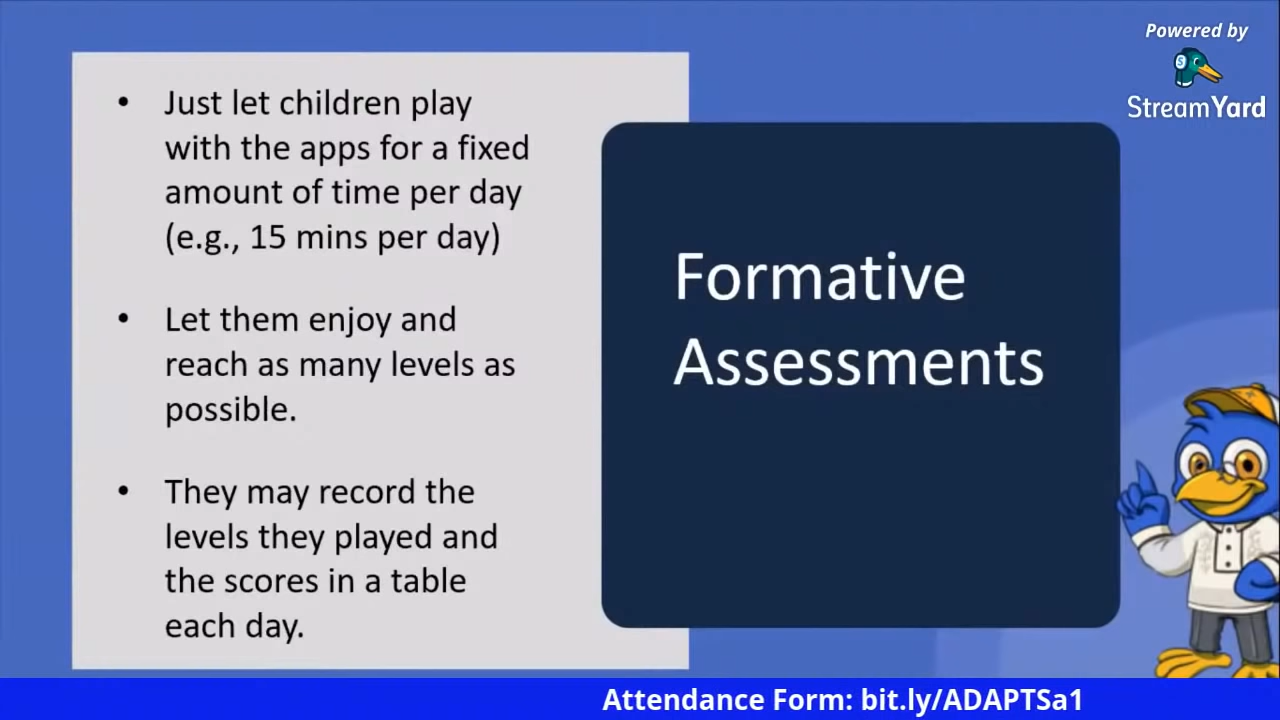 Powered by
StreamYard
• Just let children play
with the apps for a fixed
amount of time per day
(e.g., 15 mins per day)
• Let them enjoy and
reach as many levels as
possible.
• They may record the
levels they played and
the scores in a table
each day.
Formative
Assessments
Attendance Form: bit.ly/ADAPTSa1